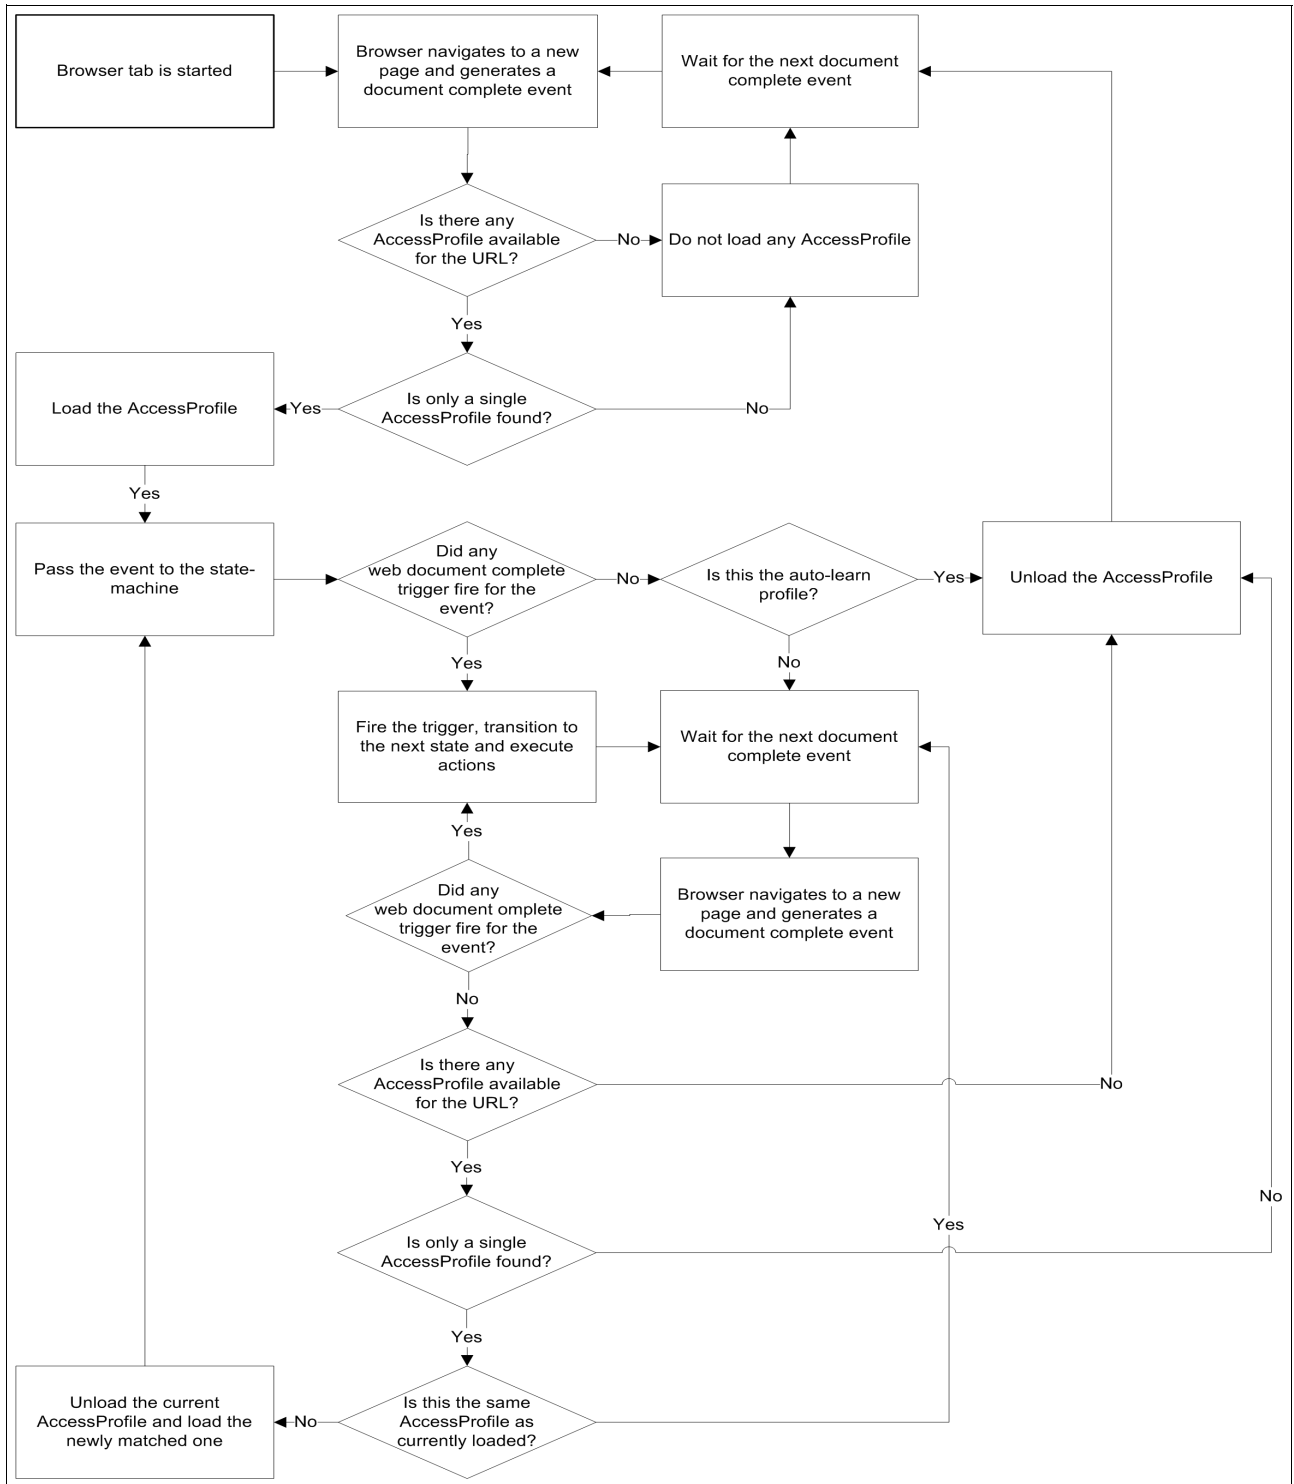 Browser tab is started
Browser navigates to a new
page and generates a
document complete event
Wait for the next document
complete event
Is there any
AccessProfile available
for the URL?
No
Do not load any AccessProfile
Yes
Load the AccessProfile
Yes
Is only a single
AccessProfile found?
No
Yes
Pass the event to the state-
machine
Did any
web document complete
trigger fire for the
event?
No
Is this the auto-learn
profile?
Yes
Unload the AccessProfile
Yes
No
Fire the trigger, transition to
the next state and execute
actions
Wait for the next document
complete event
Yes
Did any
web document omplete
trigger fire for the
event?
Browser navigates to a new
page and generates a
document complete event
No
Is there any
AccessProfile available
for the URL?
No
Yes
No
Yes
Is only a single
AccessProfile found?
Yes
Unload the current
AccessProfile and load the
newly matched one
No
Is this the same
AccessProfile as
currently loaded?